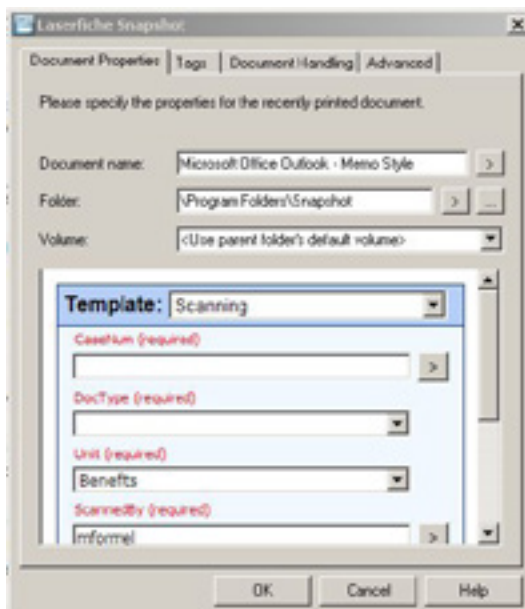 Laserfiche Snapshot
Document Properties Tags Document Handling Advanced
Please specify the properties for the recently printed document.
Document name: Microsoft Office Outlook - Memo Style >
Folder: \Program Folders\Snapshot > ...
Volume: <Use parent folder's default volume>
Template: Scanning
CaseNum (required)
>
DocType (required)
Unit (required)
Benefts
ScannedBy (required)
mformel >
OK Cancel Help